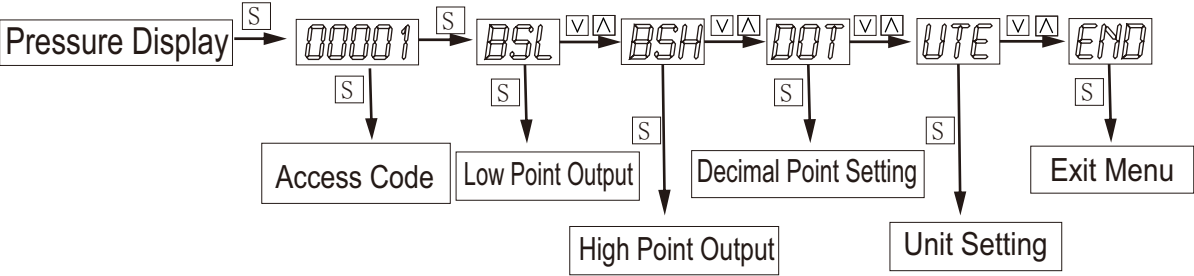 S S ∨ ∧ ∨ ∧ ∨ ∧ ∨ ∧
Pressure Display 00001 BSL BSH DOT UTE END
S S S S S S
Access Code Low Point Output Decimal Point Setting Exit Menu
High Point Output Unit Setting